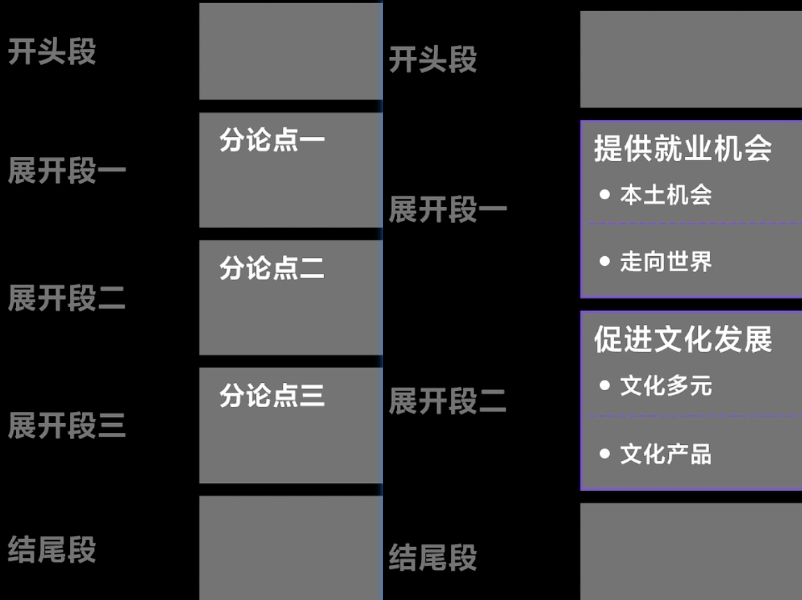 开头段
展开段一
分论点一
展开段二
分论点二
展开段三
分论点三
结尾段
开头段
展开段一
提供就业机会
• 本土机会
• 走向世界
展开段二
促进文化发展
• 文化多元
• 文化产品
结尾段